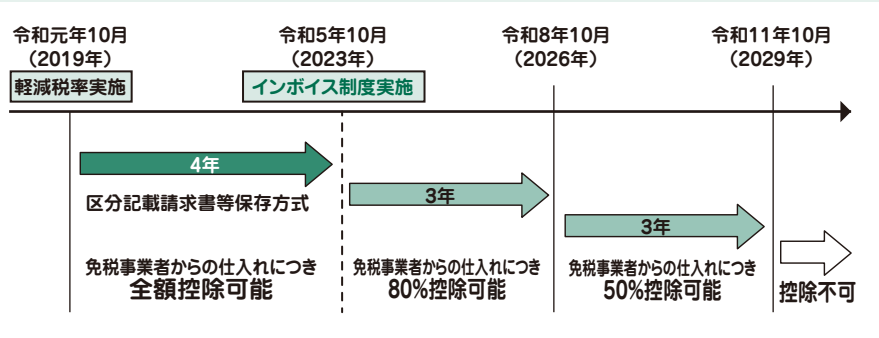 令和元年10月
（2019年）
軽減税率実施
令和5年10月
（2023年）
インボイス制度実施
令和8年10月
（2026年）
令和11年10月
（2029年）
4年
区分記載請求書等保存方式
3年
3年
免税事業者からの仕入れにつき
全額控除可能
免税事業者からの仕入れにつき
80%控除可能
免税事業者からの仕入れにつき
50%控除可能
控除不可